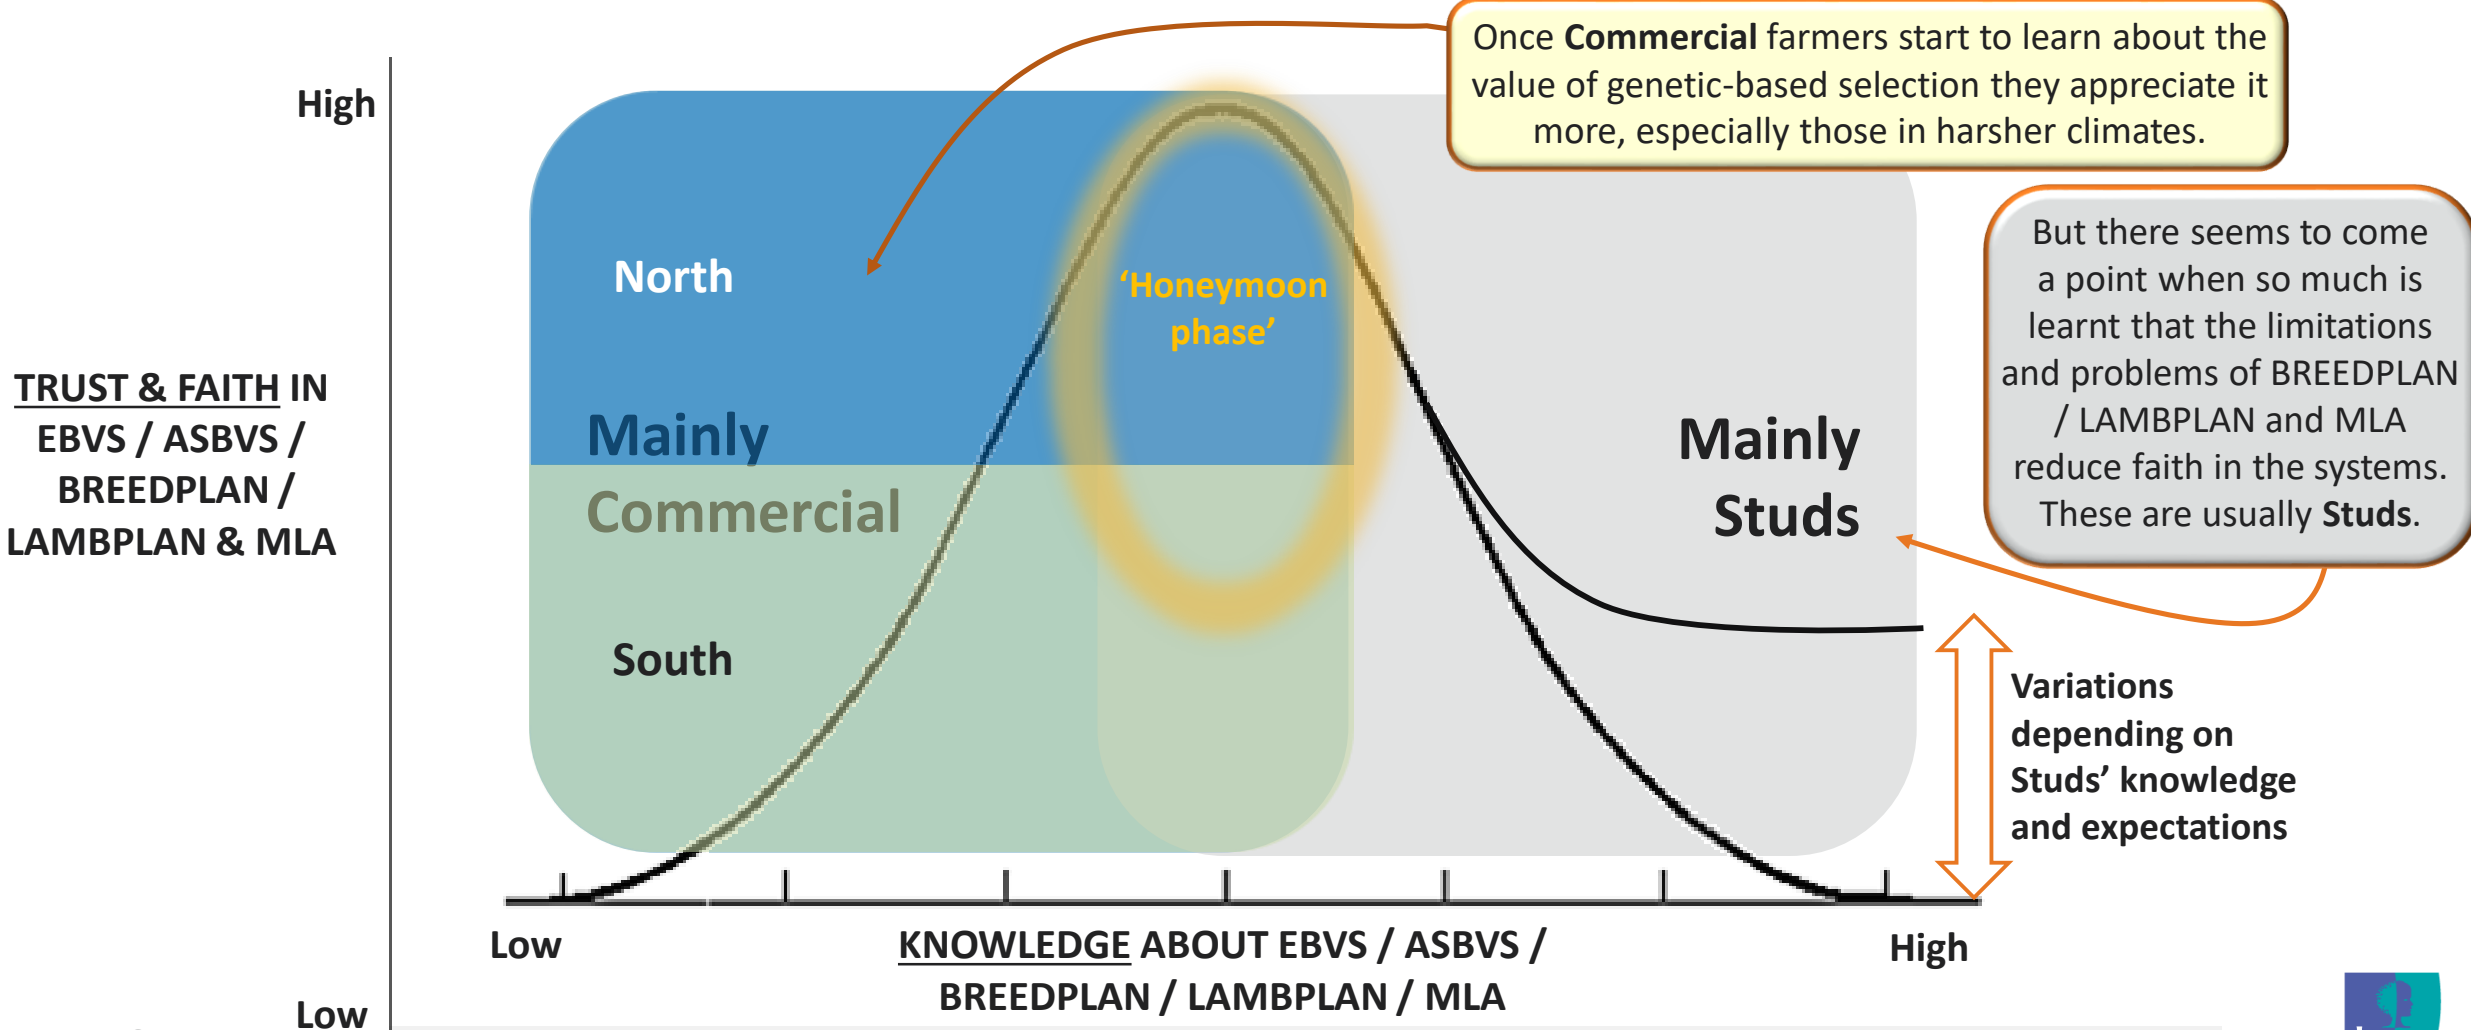 Once Commercial farmers start to learn about the
value of genetic-based selection they appreciate it
more, especially those in harsher climates.
High
But there seems to come
a point when so much is
learnt that the limitations
and problems of BREEDPLAN
/ LAMBPLAN and MLA
reduce faith in the systems.
These are usually Studs.
North
‘Honeymoon
phase’
TRUST & FAITH IN
EBVS / ASBVS /
BREEDPLAN /
LAMBPLAN & MLA
Mainly
Commercial
Mainly
Studs
South
Variations
depending on
Studs’ knowledge
and expectations
Low
KNOWLEDGE ABOUT EBVS / ASBVS /
BREEDPLAN / LAMBPLAN / MLA
High
Low